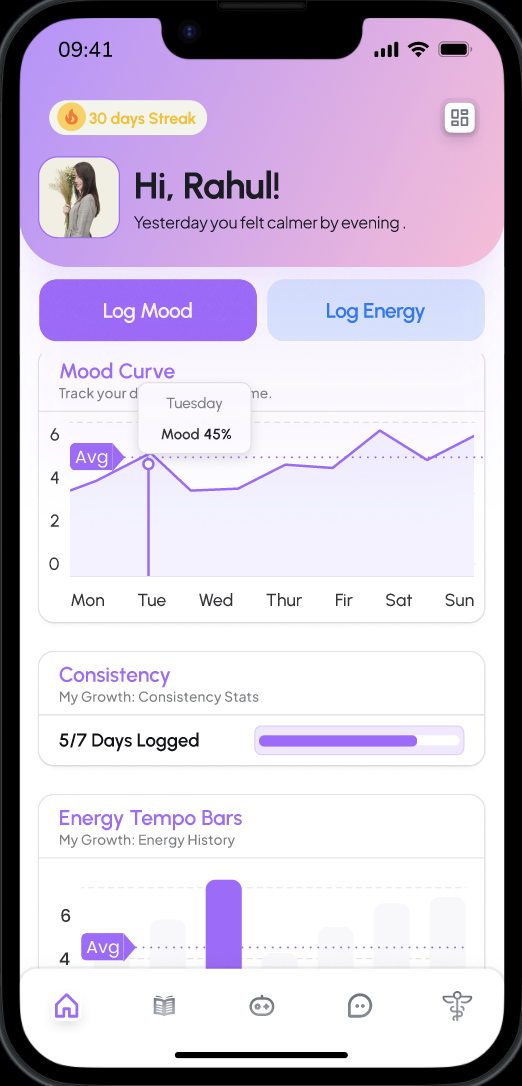 09:41
30 days Streak
Hi, Rahul!
Yesterday you felt calmer by evening .
Log Mood
Log Energy
Mood Curve
Track your d me.
Tuesday
Mood 45%
6
Avg
4
2
0
Mon Tue Wed Thur Fir Sat Sun
Consistency
My Growth: Consistency Stats
5/7 Days Logged
Energy Tempo Bars
My Growth: Energy History
6
Avg
4